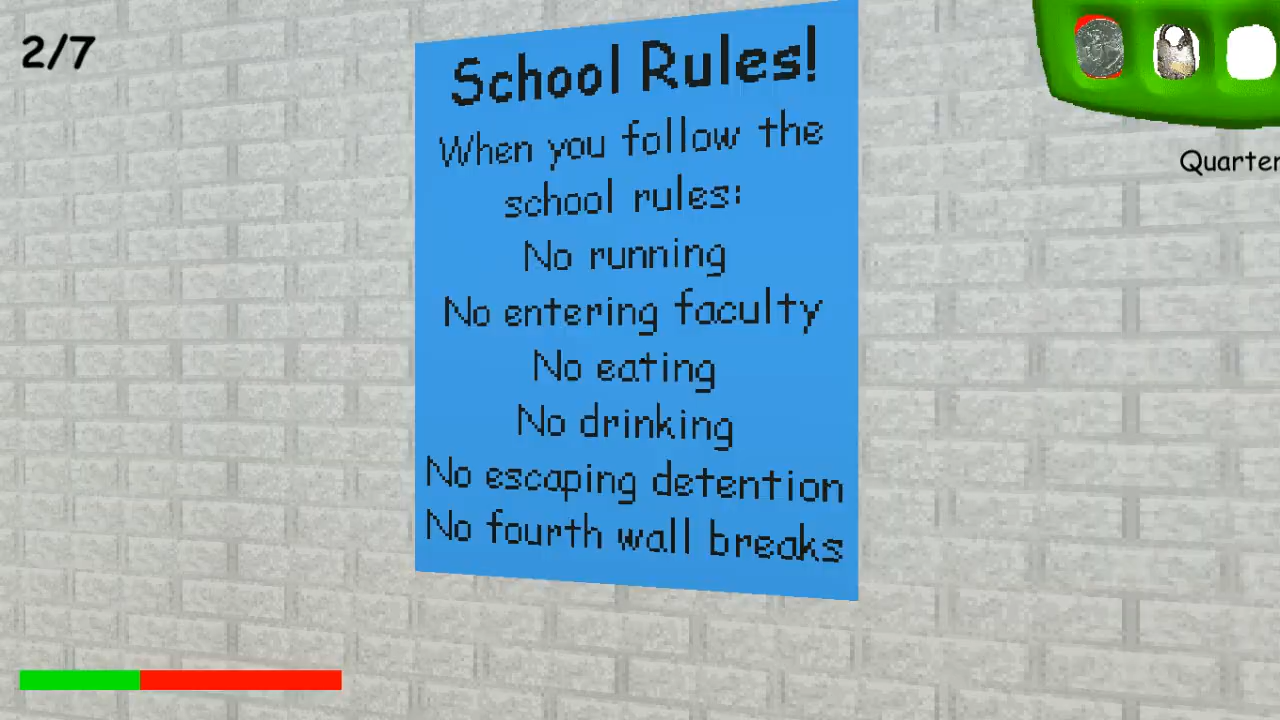 2/7
School Rules!
When you follow the
school rules:
No running
No entering faculty
No eating
No drinking
No escaping detention
No fourth wall breaks
Quarter